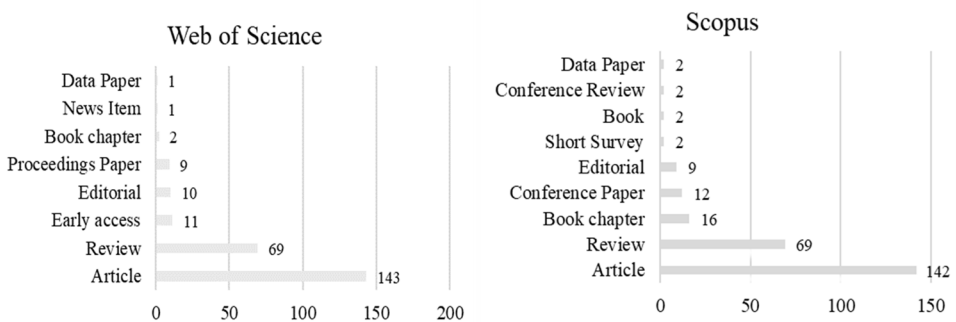 Web of Science
Data Paper 1
News Item 1
Book chapter 2
Proceedings Paper 9
Editorial 10
Early access 11
Review 69
Article 143
0 50 100 150 200
Scopus
Data Paper 2
Conference Review 2
Book 2
Short Survey 2
Editorial 9
Conference Paper 12
Book chapter 16
Review 69
Article 142
0 50 100 150